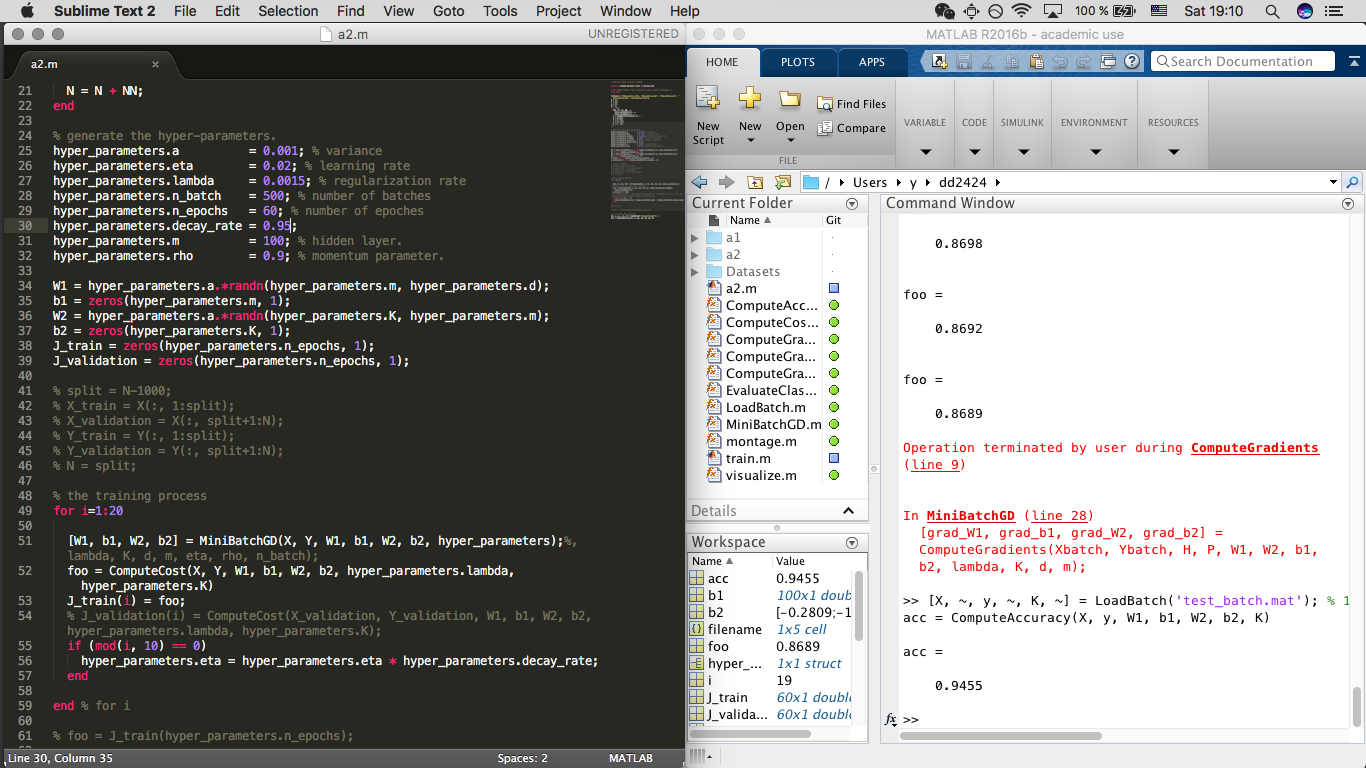 Sublime Text 2 File Edit Selection Find View Goto Tools Project Window Help 100 % Sat 19:10
a2.m UNREGISTERED
a2.m ×
21 N = N + NN;
22 end
23
24 % generate the hyper-parameters.
25 hyper_parameters.a = 0.001; % variance
26 hyper_parameters.eta = 0.02; % learning rate
27 hyper_parameters.lambda = 0.0015; % regularization rate
28 hyper_parameters.n_batch = 500; % number of batches
29 hyper_parameters.n_epochs = 60; % number of epoches
30 hyper_parameters.decay_rate = 0.95;
31 hyper_parameters.m = 100; % hidden layer.
32 hyper_parameters.rho = 0.9; % momentum parameter.
33
34 W1 = hyper_parameters.a.*randn(hyper_parameters.m, hyper_parameters.d);
35 b1 = zeros(hyper_parameters.m, 1);
36 W2 = hyper_parameters.a.*randn(hyper_parameters.K, hyper_parameters.m);
37 b2 = zeros(hyper_parameters.K, 1);
38 J_train = zeros(hyper_parameters.n_epochs, 1);
39 J_validation = zeros(hyper_parameters.n_epochs, 1);
40
41 % split = N-1000;
42 % X_train = X(:, 1:split);
43 % X_validation = X(:, split+1:N);
44 % Y_train = Y(:, 1:split);
45 % Y_validation = Y(:, split+1:N);
46 % N = split;
47
48 % the training process
49 for i=1:20
50
51 [W1, b1, W2, b2] = MiniBatchGD(X, Y, W1, b1, W2, b2, hyper_parameters);%,
lambda, K, d, m, eta, rho, n_batch);
52 foo = ComputeCost(X, Y, W1, b1, W2, b2, hyper_parameters.lambda,
hyper_parameters.K)
53 J_train(i) = foo;
54 % J_validation(i) = ComputeCost(X_validation, Y_validation, W1, b1, W2, b2,
hyper_parameters.lambda, hyper_parameters.K);
55 if (mod(i, 10) == 0)
56 hyper_parameters.eta = hyper_parameters.eta * hyper_parameters.decay_rate;
57 end
58
59 end % for i
60
61 % foo = J_train(hyper_parameters.n_epochs);
Line 30, Column 35 Spaces: 2 MATLAB
MATLAB R2016b - academic use
HOME PLOTS APPS Search Documentation
New Script
New
Open
Find Files
Compare
FILE
VARIABLE CODE SIMULINK ENVIRONMENT RESOURCES
/ Users y dd2424
Current Folder
Name Git
a1
a2
Datasets
a2.m
ComputeAcc...
ComputeCos...
ComputeGra...
ComputeGra...
ComputeGra...
EvaluateClas...
LoadBatch.m
MiniBatchGD.m
montage.m
train.m
visualize.m
Details
Workspace
Name Value
acc 0.9455
b1 100x1 doub
b2 [-0.2809;-1
filename 1x5 cell
foo 0.8689
hyper_... 1x1 struct
i 19
J_train 60x1 double
J_valida... 60x1 double
Command Window
0.8698
foo =
0.8692
foo =
0.8689
Operation terminated by user during ComputeGradients
(line 9)
In MiniBatchGD (line 28)
[grad_W1, grad_b1, grad_W2, grad_b2] =
ComputeGradients(Xbatch, Ybatch, H, P, W1, W2, b1,
b2, lambda, K, d, m);
>> [X, ~, y, ~, K, ~] = LoadBatch('test_batch.mat'); % 1
acc = ComputeAccuracy(X, y, W1, b1, W2, b2, K)
acc =
0.9455
fx >>